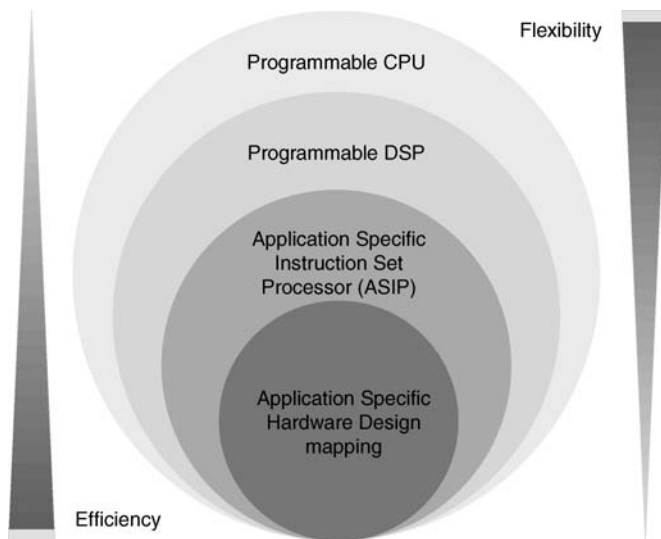 Flexibility
Programmable CPU
Programmable DSP
Application Specific
Instruction Set
Processor (ASIP)
Application Specific
Hardware Design
mapping
Efficiency